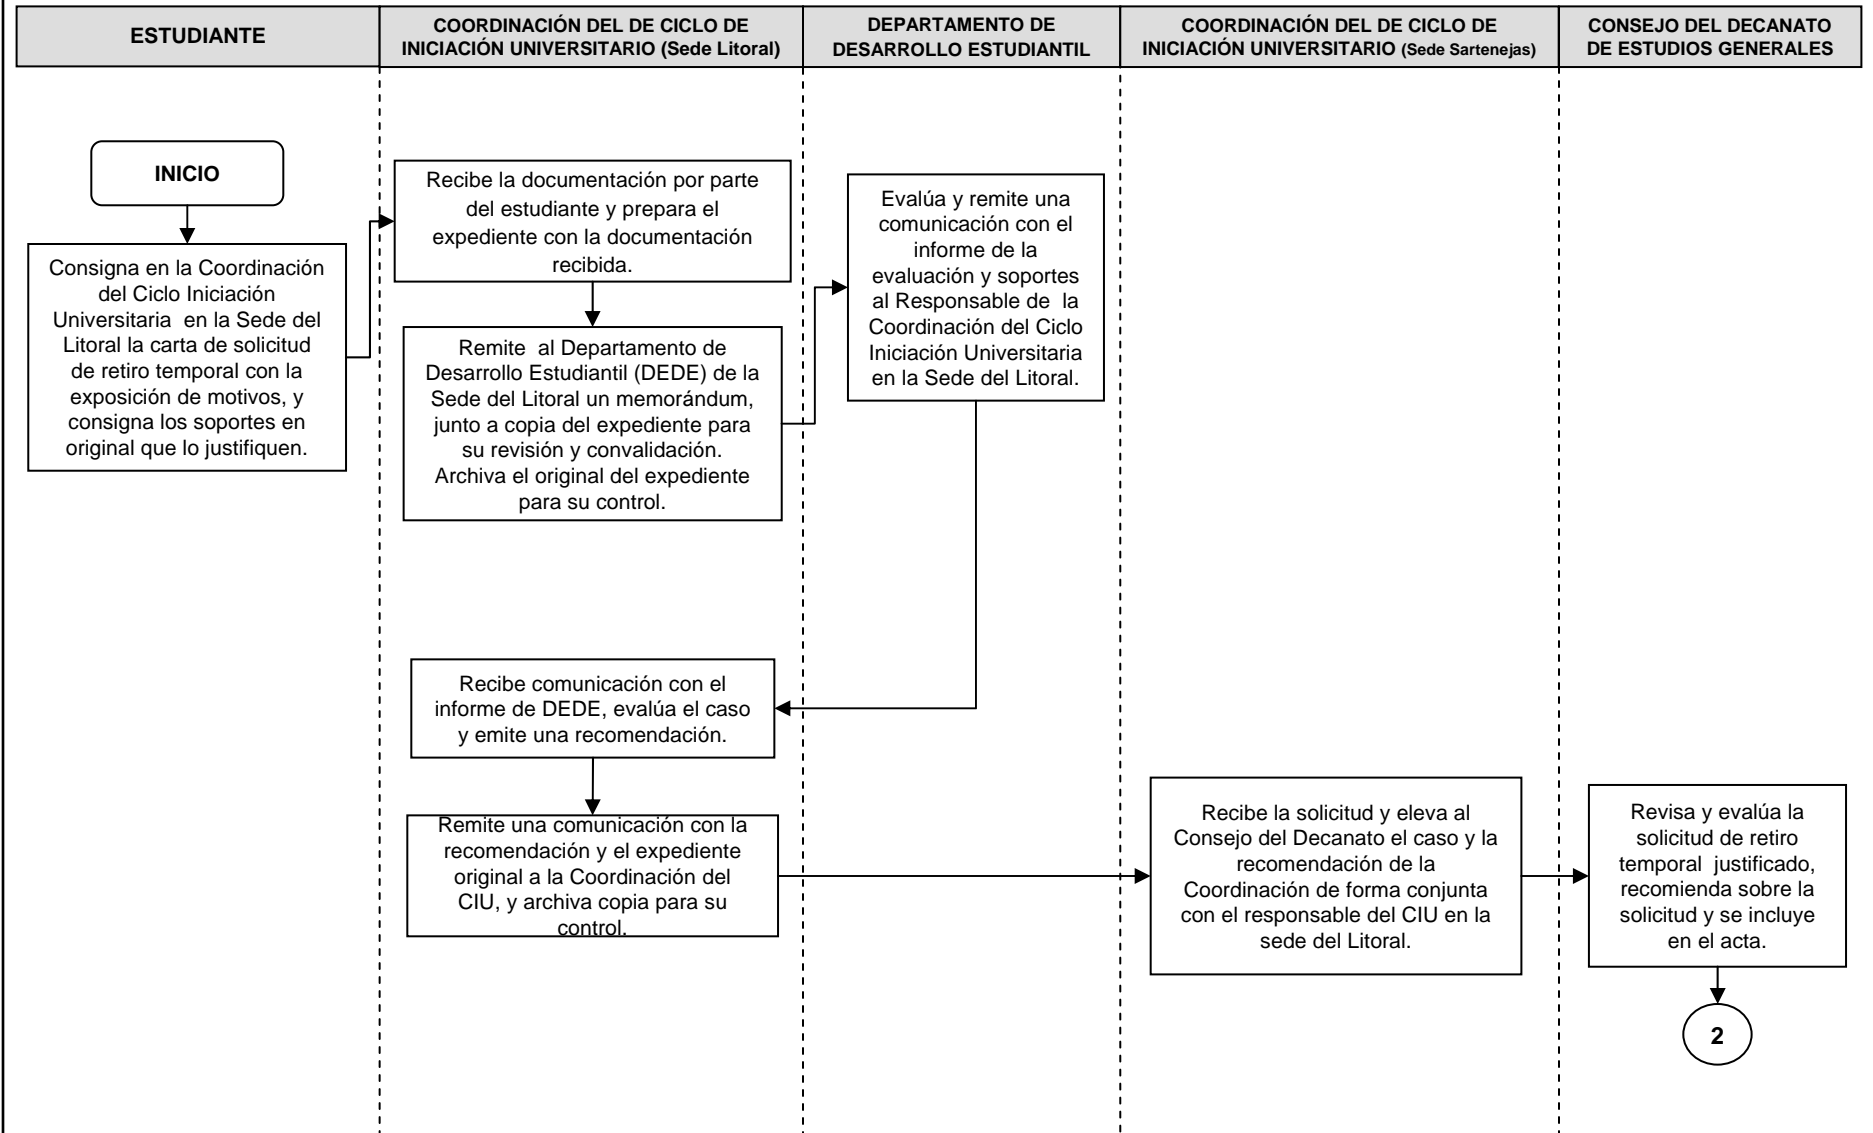 ESTUDIANTE
COORDINACIÓN DEL DE CICLO DE
INICIACIÓN UNIVERSITARIO (Sede Litoral)
DEPARTAMENTO DE
DESARROLLO ESTUDIANTIL
COORDINACIÓN DEL DE CICLO DE
INICIACIÓN UNIVERSITARIO (Sede Sartenejas)
CONSEJO DEL DECANATO
DE ESTUDIOS GENERALES
INICIO
Consigna en la Coordinación
del Ciclo Iniciación
Universitaria en la Sede del
Litoral la carta de solicitud
de retiro temporal con la
exposición de motivos, y
consigna los soportes en
original que lo justifiquen.
Recibe la documentación por parte
del estudiante y prepara el
expediente con la documentación
recibida.
Remite al Departamento de
Desarrollo Estudiantil (DEDE) de la
Sede del Litoral un memorándum,
junto a copia del expediente para
su revisión y convalidación.
Archiva el original del expediente
para su control.
Evalúa y remite una
comunicación con el
informe de la
evaluación y soportes
al Responsable de la
Coordinación del Ciclo
Iniciación Universitaria
en la Sede del Litoral.
Recibe comunicación con el
informe de DEDE, evalúa el caso
y emite una recomendación.
Remite una comunicación con la
recomendación y el expediente
original a la Coordinación del
CIU, y archiva copia para su
control.
Recibe la solicitud y eleva al
Consejo del Decanato el caso y la
recomendación de la
Coordinación de forma conjunta
con el responsable del CIU en la
sede del Litoral.
Revisa y evalúa la
solicitud de retiro
temporal justificado,
recomienda sobre la
solicitud y se incluye
en el acta.
2